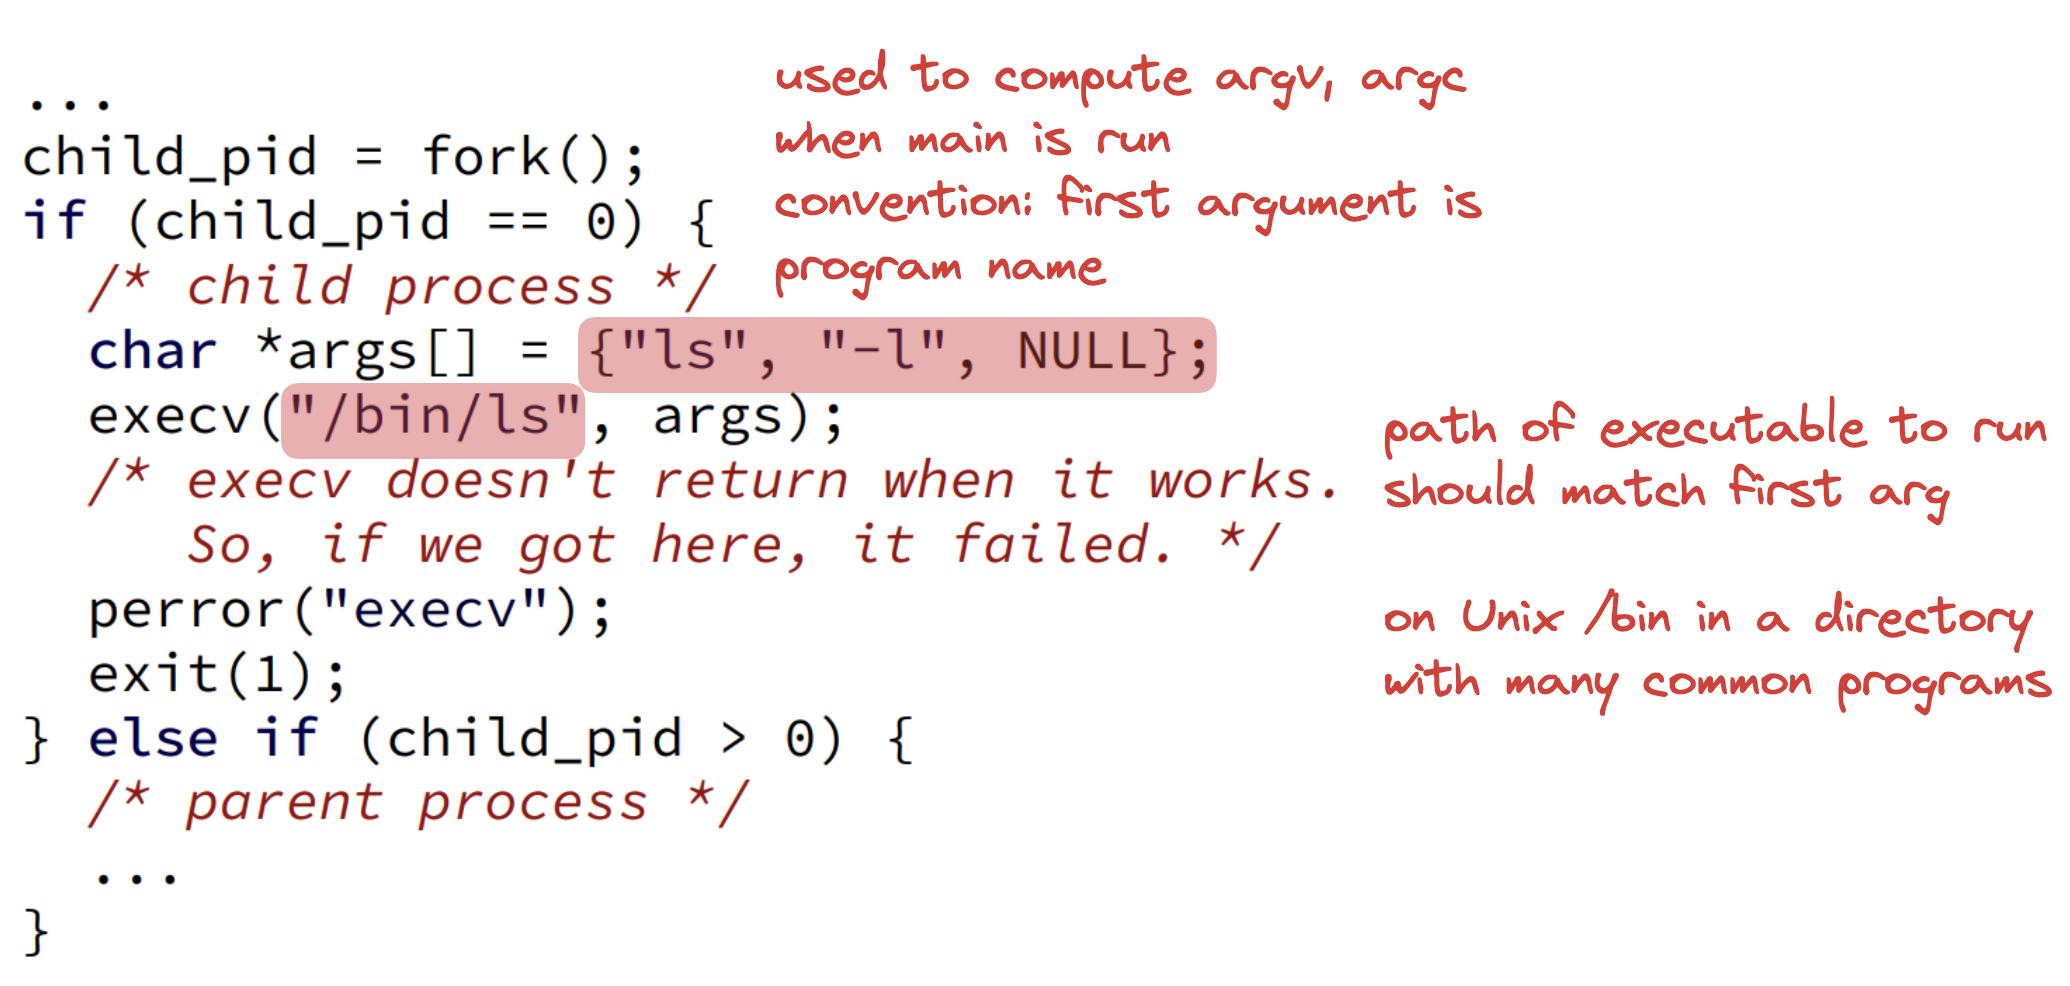 ...
child_pid = fork();
if (child_pid == 0) {
/* child process */
char *args[] = {"ls", "-l", NULL};
execv("/bin/ls", args);
/* execv doesn't return when it works.
So, if we got here, it failed. */
perror("execv");
exit(1);
} else if (child_pid > 0) {
/* parent process */
...
}
used to compute argv, argc
when main is run
convention: first argument is
program name
path of executable to run
should match first arg
on Unix /bin in a directory
with many common programs